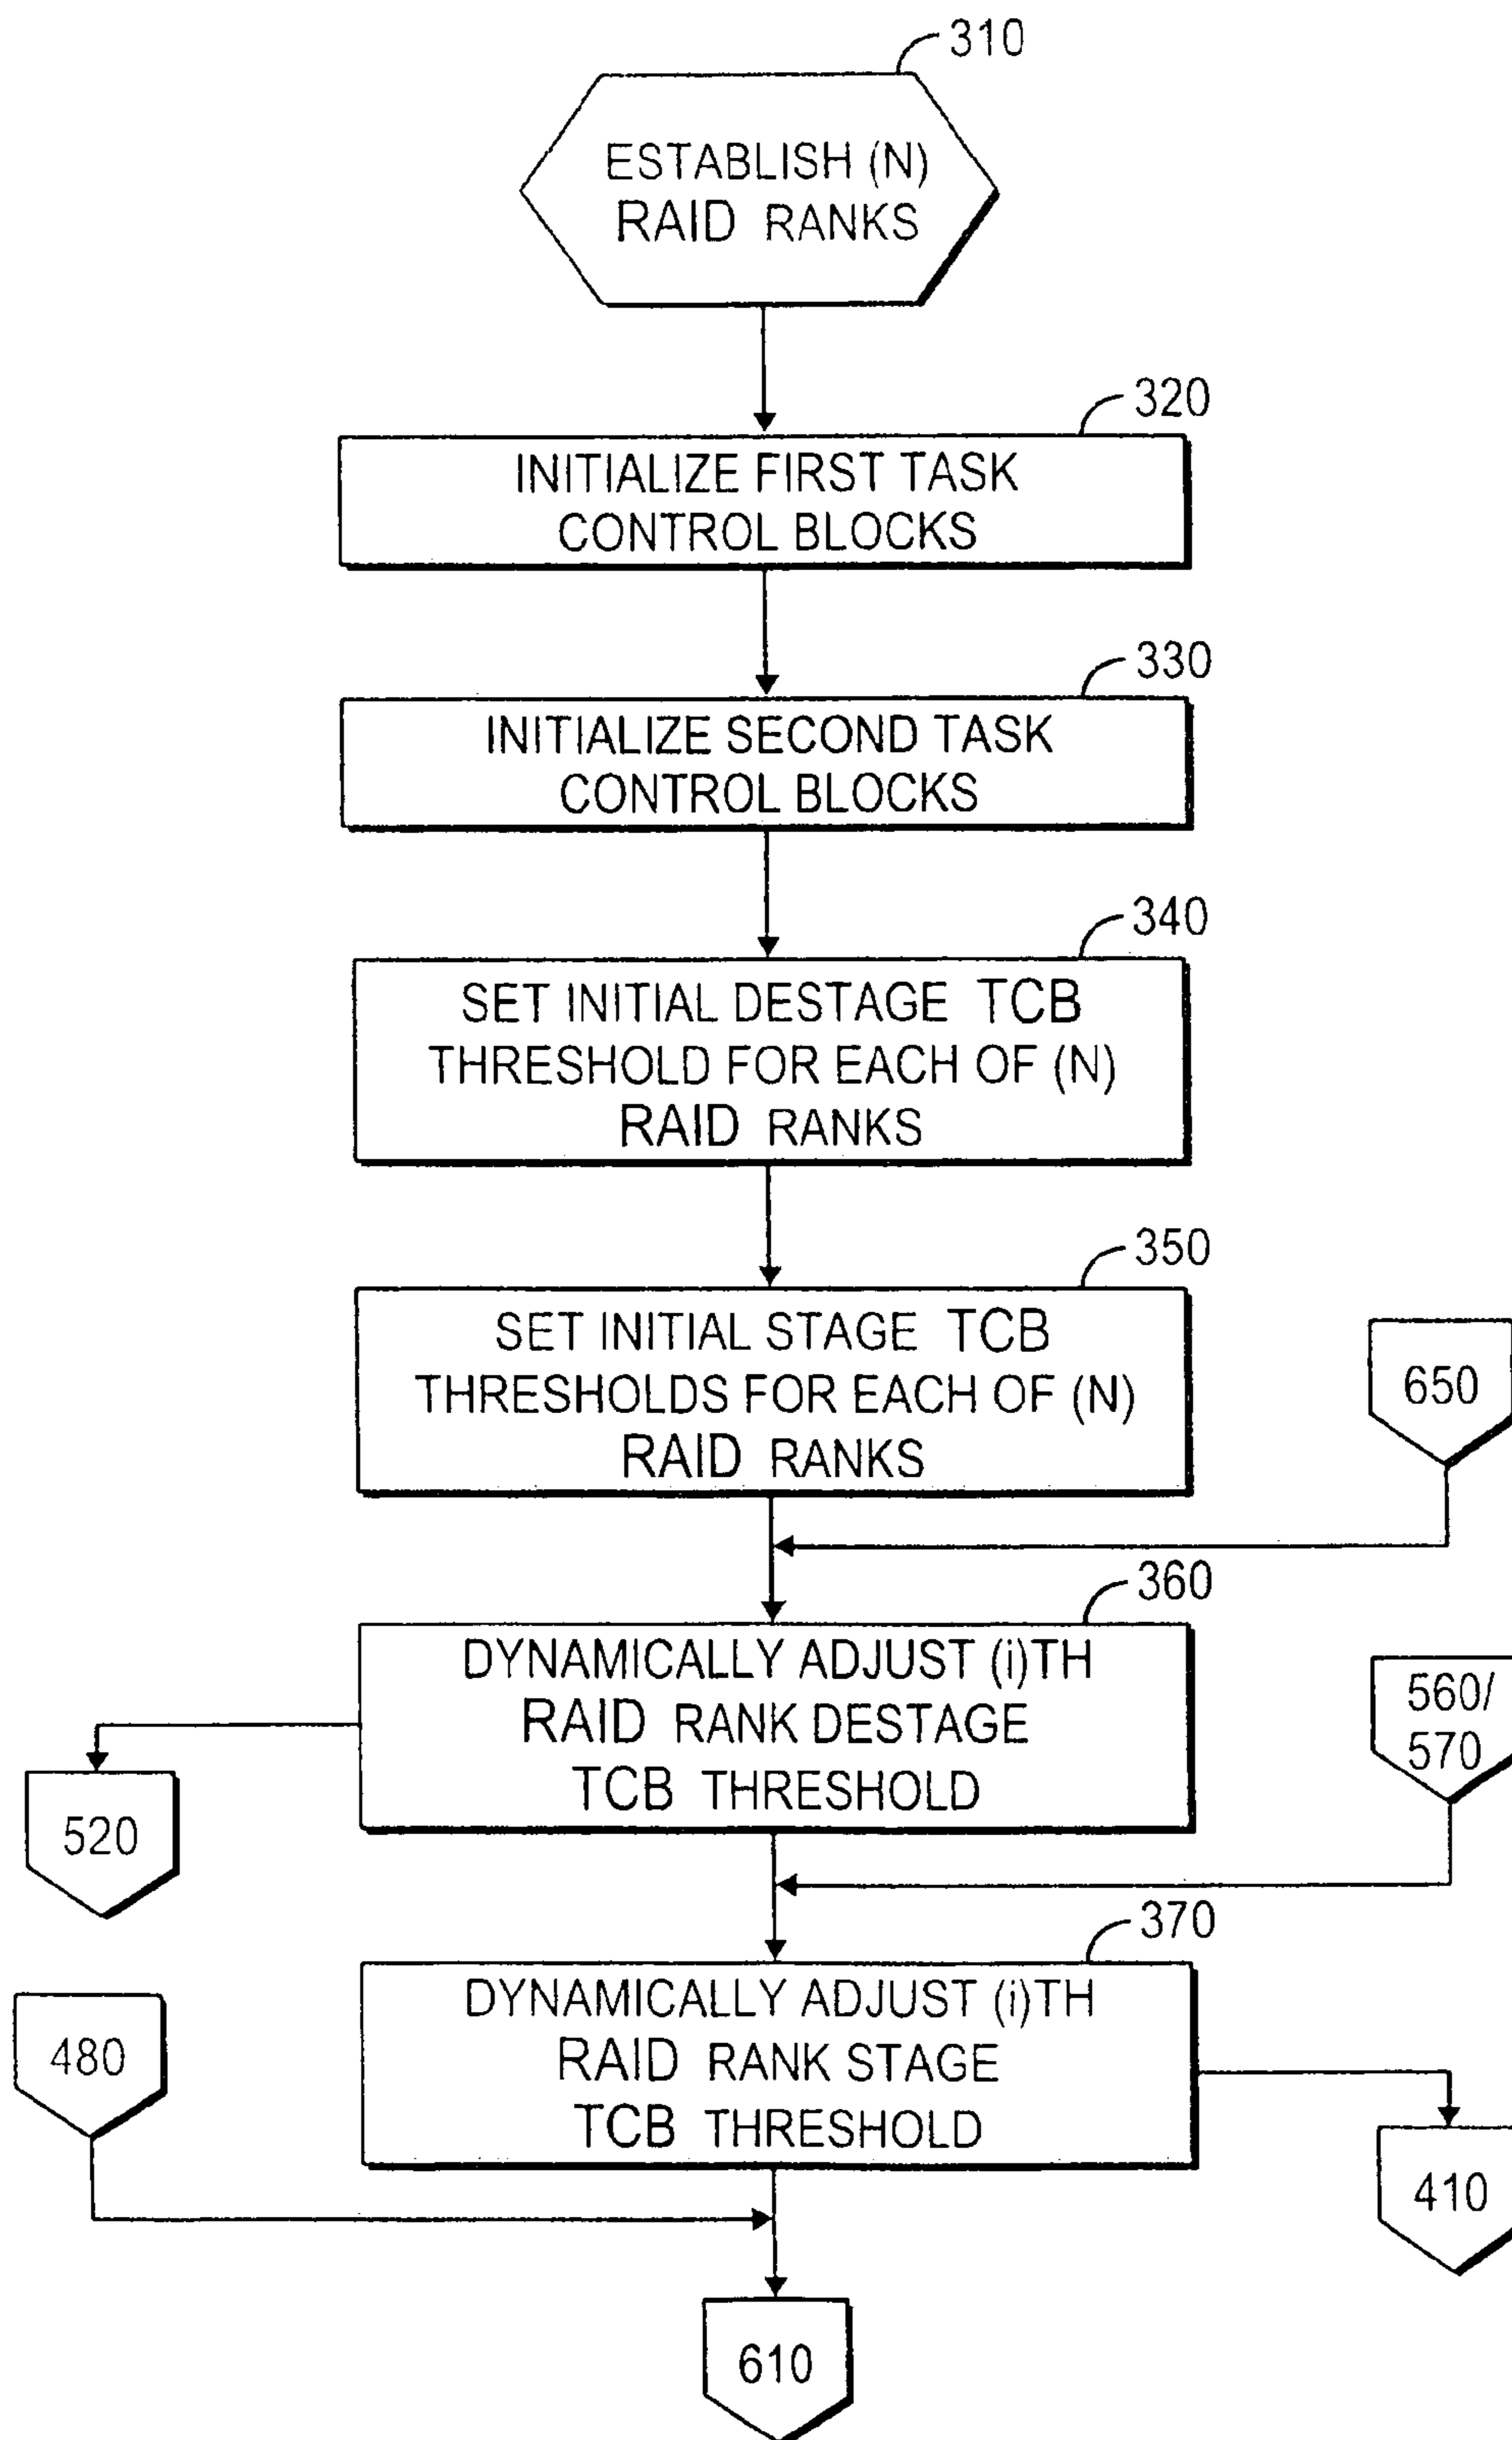 310
ESTABLISH (N)
RAID RANKS
320
INITIALIZE FIRST TASK
CONTROL BLOCKS
330
INITIALIZE SECOND TASK
CONTROL BLOCKS
340
SET INITIAL DESTAGE TCB
THRESHOLD FOR EACH OF (N)
RAID RANKS
350
SET INITIAL STAGE TCB
THRESHOLDS FOR EACH OF (N)
RAID RANKS
650
360
DYNAMICALLY ADJUST (i)TH
RAID RANK DESTAGE
TCB THRESHOLD
560/
570
520
370
DYNAMICALLY ADJUST (i)TH
RAID RANK STAGE
TCB THRESHOLD
480
410
610